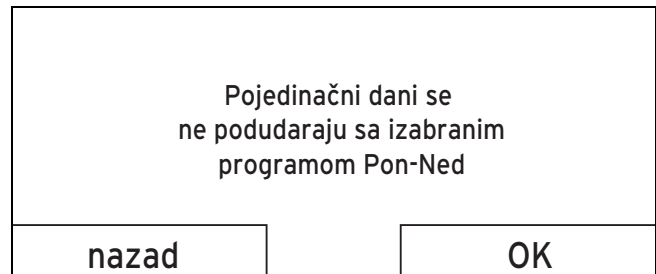 Pojedinačni dani se
ne podudaraju sa izabranim
programom Pon-Ned
nazad
OK